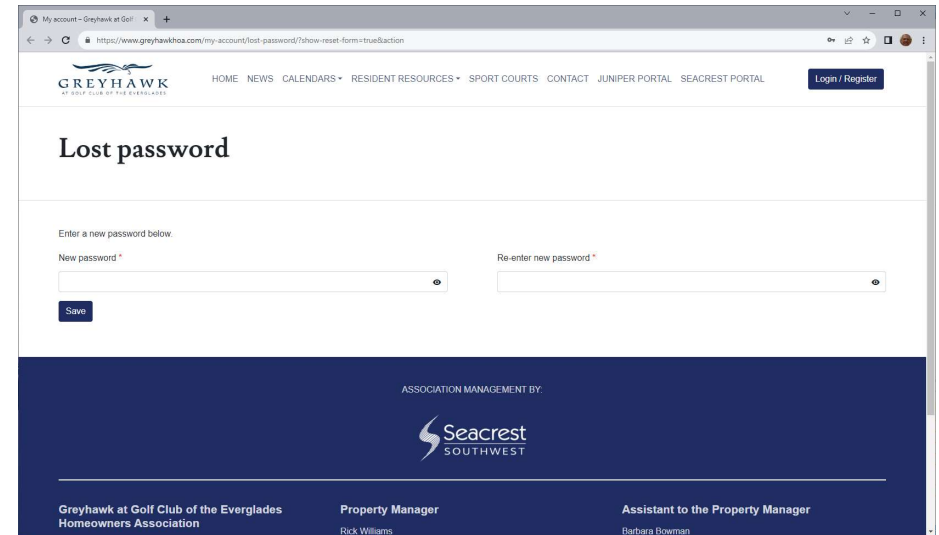 My account – Greyhawk at Golf
https://www.greyhawkhoa.com/my-account/lost-password/?show-reset-form=true&action
GREYHAWK
AT GOLF CLUB OF THE EVERGLADES
HOME NEWS CALENDARS RESIDENT RESOURCES SPORT COURTS CONTACT JUNIPER PORTAL SEACREST PORTAL
Login / Register
Lost password
Enter a new password below.
New password *
Re-enter new password *
Save
ASSOCIATION MANAGEMENT BY:
Seacrest
SOUTHWEST
Greyhawk at Golf Club of the Everglades
Homeowners Association
Property Manager
Rick Williams
Assistant to the Property Manager
Barbara Bowman